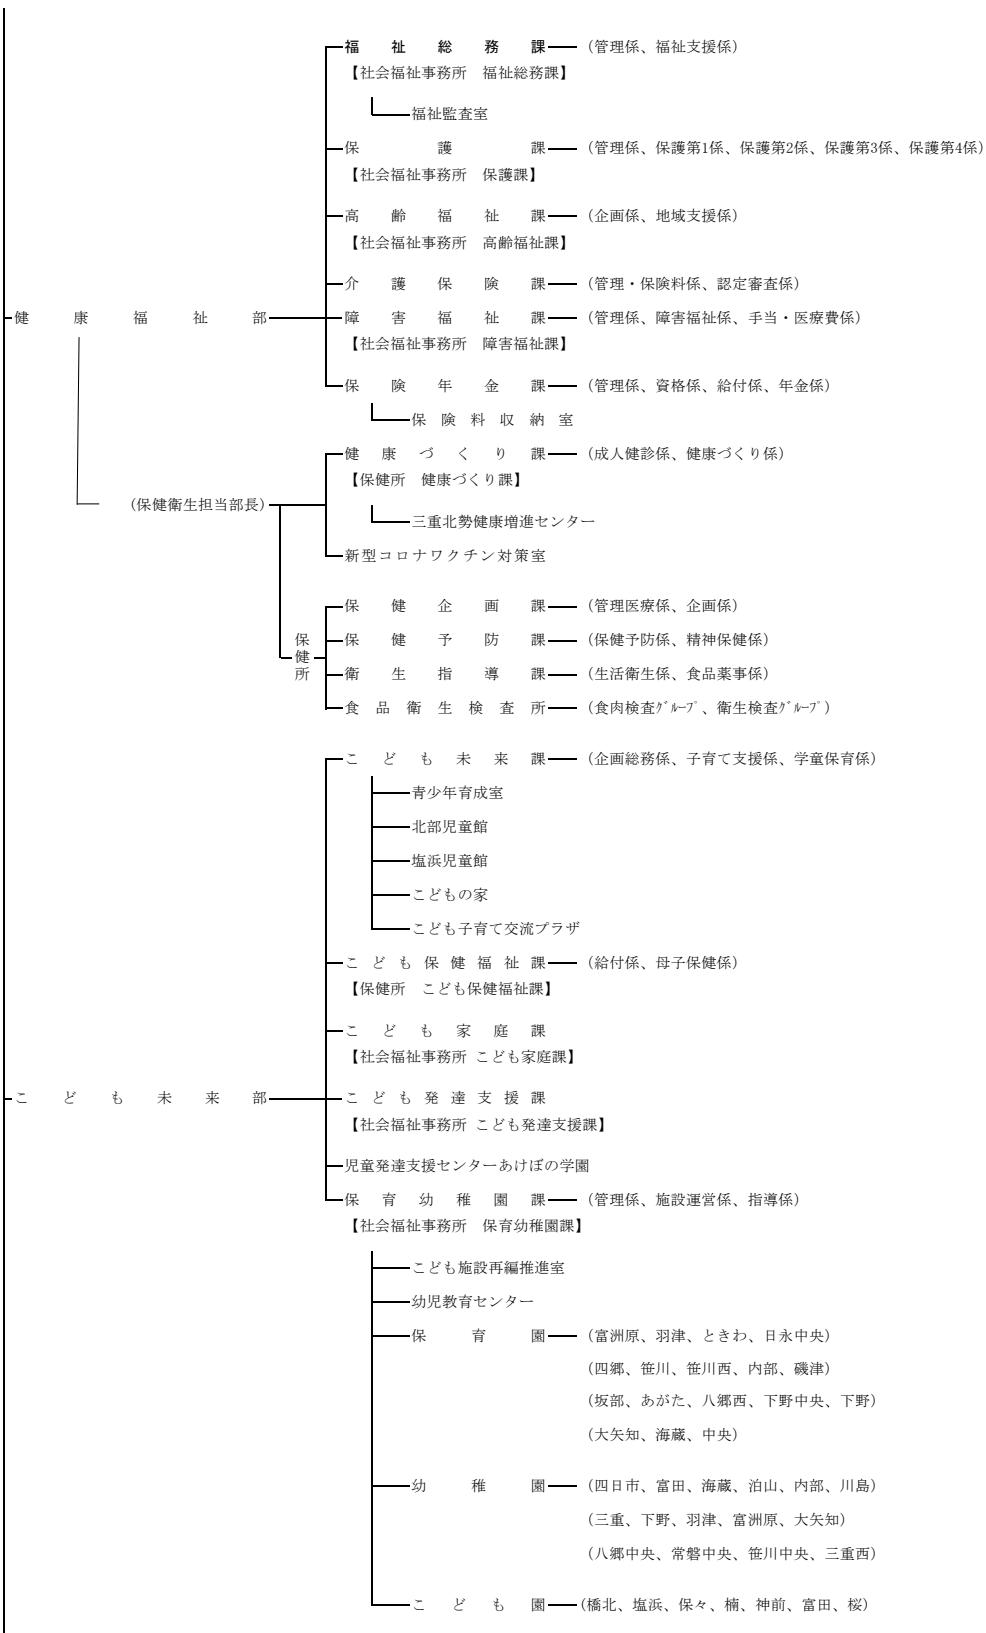 福祉総務課 (管理係、福祉支援係)
【社会福祉事務所 福祉総務課】
福祉監査室
保護課 (管理係、保護第1係、保護第2係、保護第3係、保護第4係)
【社会福祉事務所 保護課】
高齢福祉課 (企画係、地域支援係)
【社会福祉事務所 高齢福祉課】
介護保険課 (管理・保険料係、認定審査係)
健康福祉部 障害福祉課 (管理係、障害福祉係、手当・医療費係)
【社会福祉事務所 障害福祉課】
保険年金課 (管理係、資格係、給付係、年金係)
保険料収納室
健康づくり課 (成人健診係、健康づくり係)
【保健所 健康づくり課】
(保健衛生担当部長)
三重北勢健康増進センター
新型コロナワクチン対策室
保健所
保健企画課 (管理医療係、企画係)
保健予防課 (保健予防係、精神保健係)
衛生指導課 (生活衛生係、食品薬事係)
食品衛生検査所 (食肉検査ｸﾞﾙｰﾌﾟ、衛生検査ｸﾞﾙｰﾌﾟ)
こども未来課 (企画総務係、子育て支援係、学童保育係)
青少年育成室
北部児童館
塩浜児童館
こどもの家
こども子育て交流プラザ
こども保健福祉課 (給付係、母子保健係)
【保健所 こども保健福祉課】
こども家庭課
【社会福祉事務所 こども家庭課】
こども未来部 こども発達支援課
【社会福祉事務所 こども発達支援課】
児童発達支援センターあけぼの学園
保育幼稚園課 (管理係、施設運営係、指導係)
【社会福祉事務所 保育幼稚園課】
こども施設再編推進室
幼児教育センター
保育園 (富洲原、羽津、ときわ、日永中央)
(四郷、笹川、笹川西、内部、磯津)
(坂部、あがた、八郷西、下野中央、下野)
(大矢知、海蔵、中央)
幼稚園 (四日市、富田、海蔵、泊山、内部、川島)
(三重、下野、羽津、富洲原、大矢知)
(八郷中央、常磐中央、笹川中央、三重西)
こども園 (橋北、塩浜、保々、楠、神前、富田、桜)